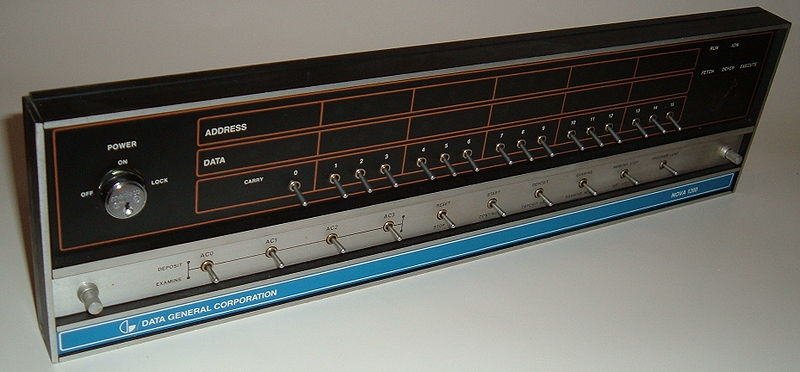 RUN ION
FETCH DEFER EXECUTE
POWER
ON
OFF LOCK
ADDRESS
DATA
CARRY
0 1 2 3 4 5 6 7 8 9 10 11 12 13 14 15
DEPOSIT
EXAMINE
AC0 AC1 AC2 AC3
RESET START DEPOSIT
STOP
DATA GENERAL CORPORATION
NOVA 1200